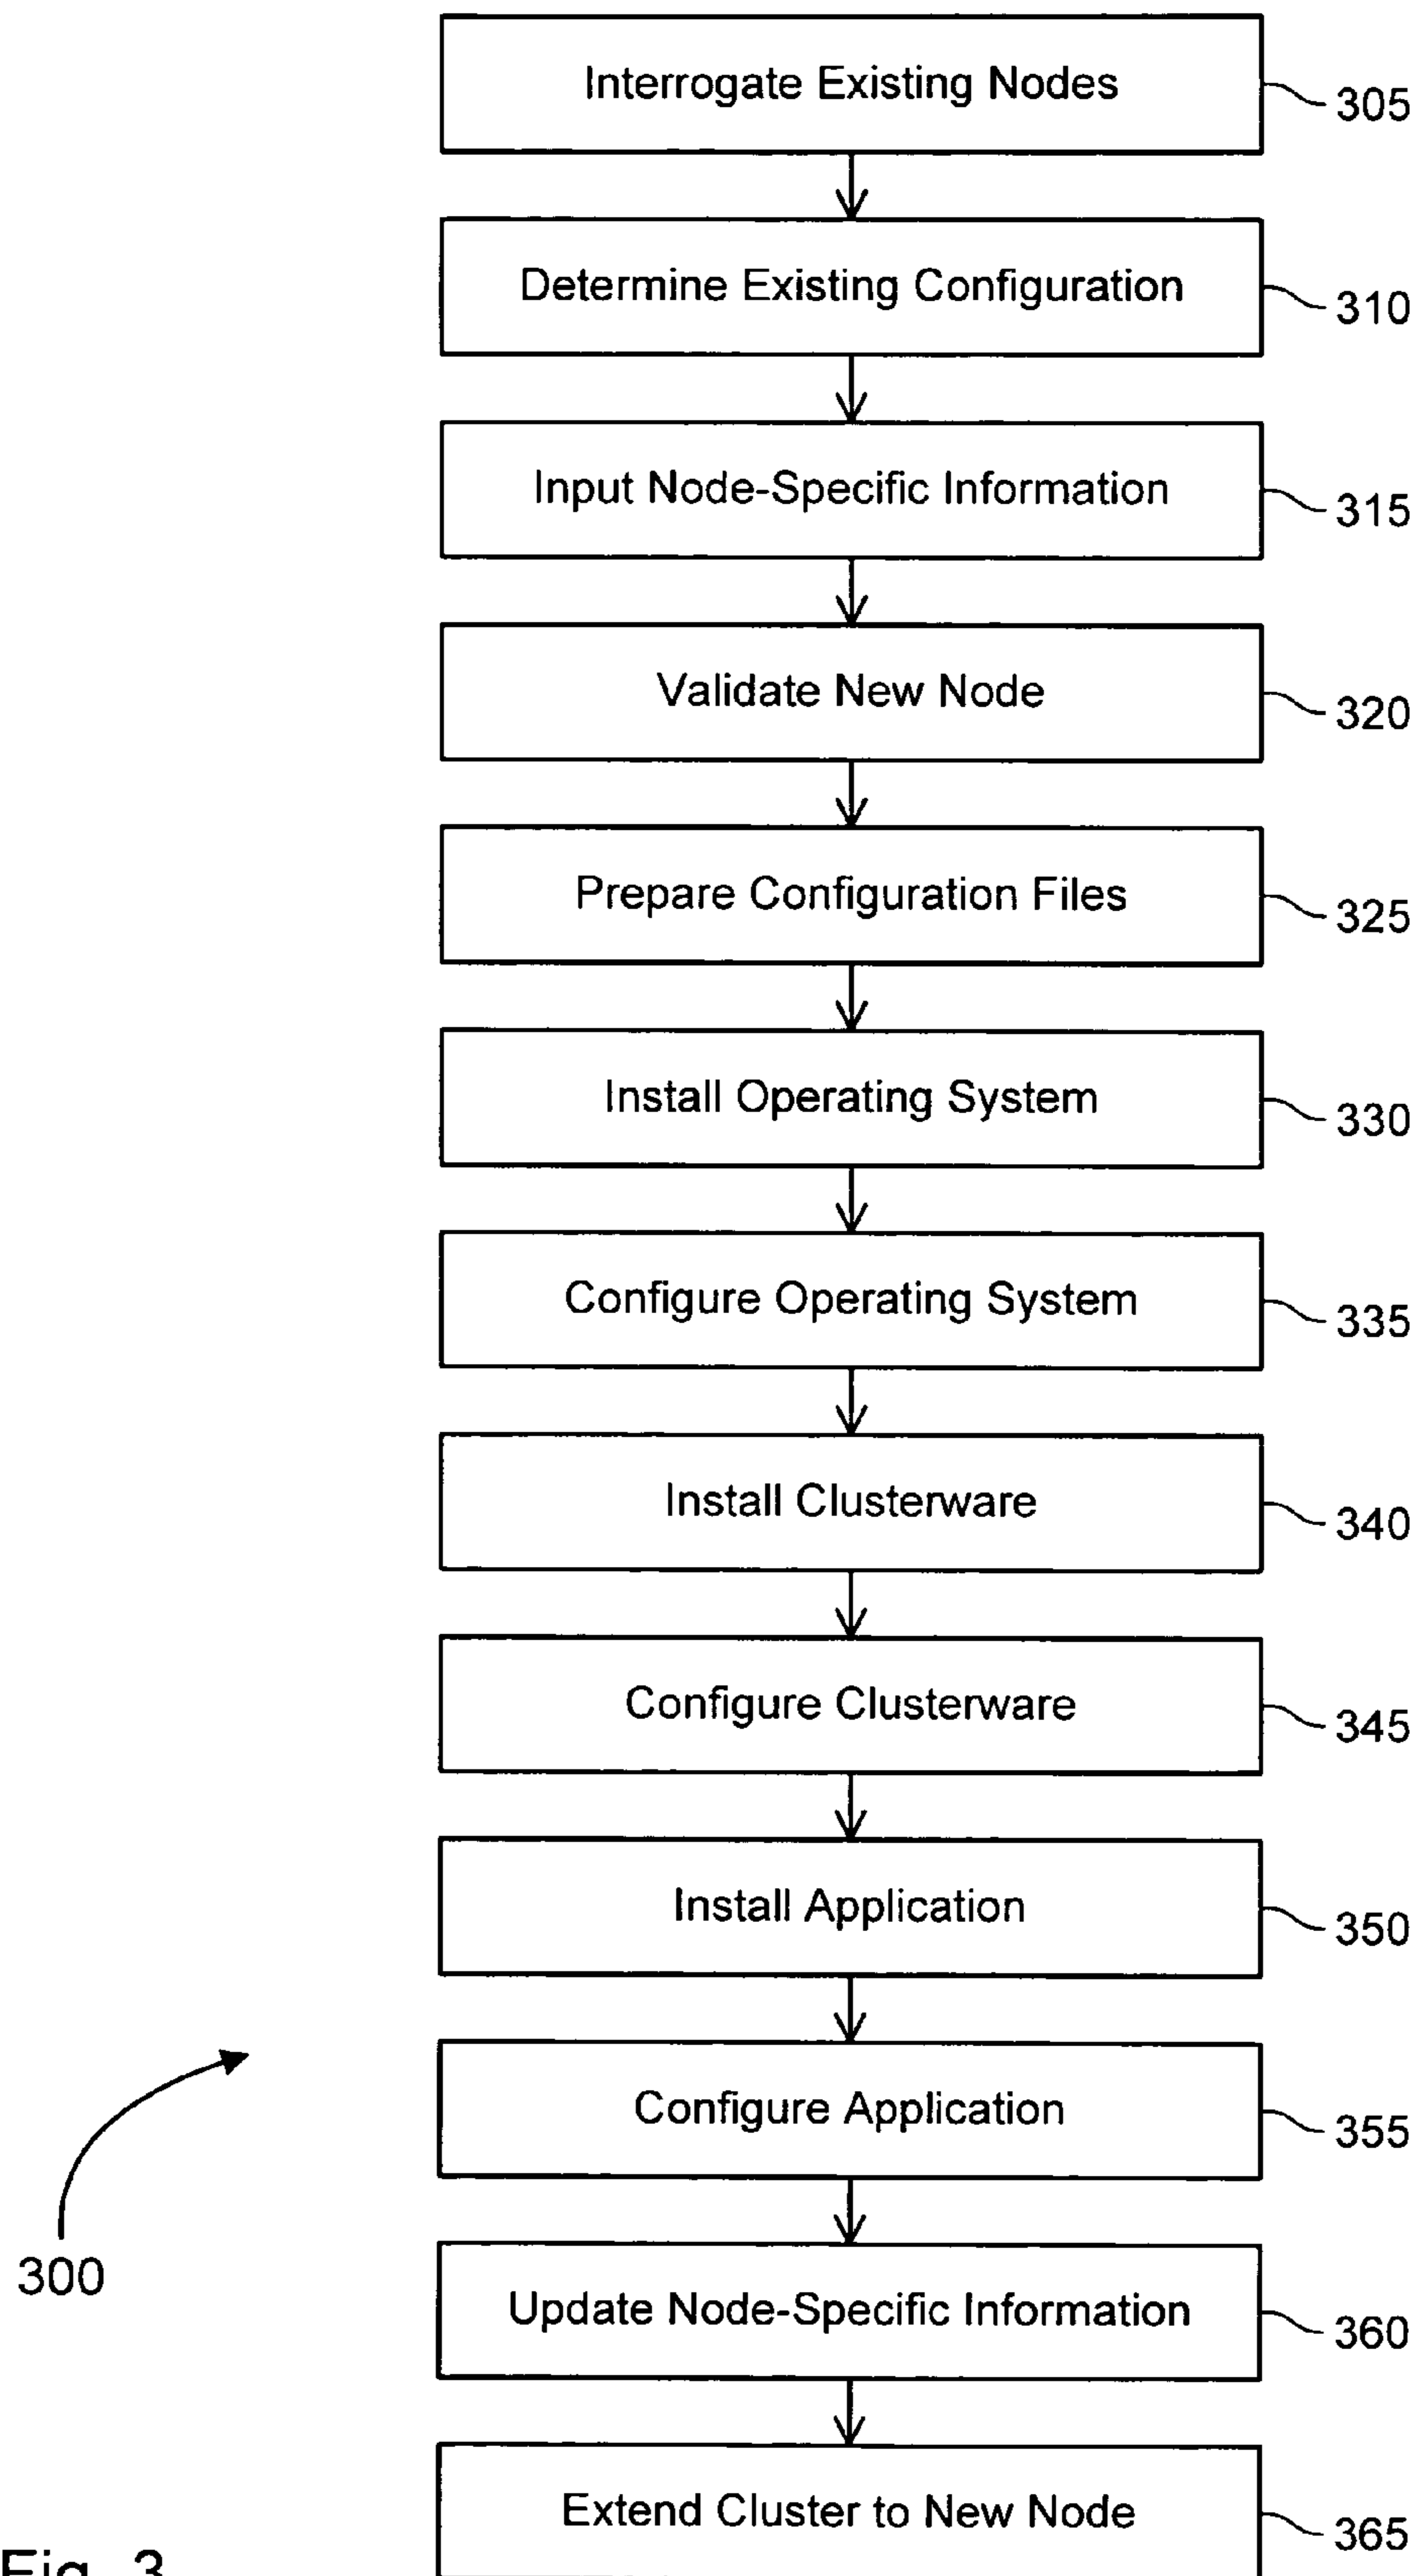 Interrogate Existing Nodes
305
Determine Existing Configuration
310
Input Node-Specific Information
315
Validate New Node
320
Prepare Configuration Files
325
Install Operating System
330
Configure Operating System
335
Install Clusterware
340
Configure Clusterware
345
Install Application
350
Configure Application
355
300
Update Node-Specific Information
360
Extend Cluster to New Node
365
Fig. 3